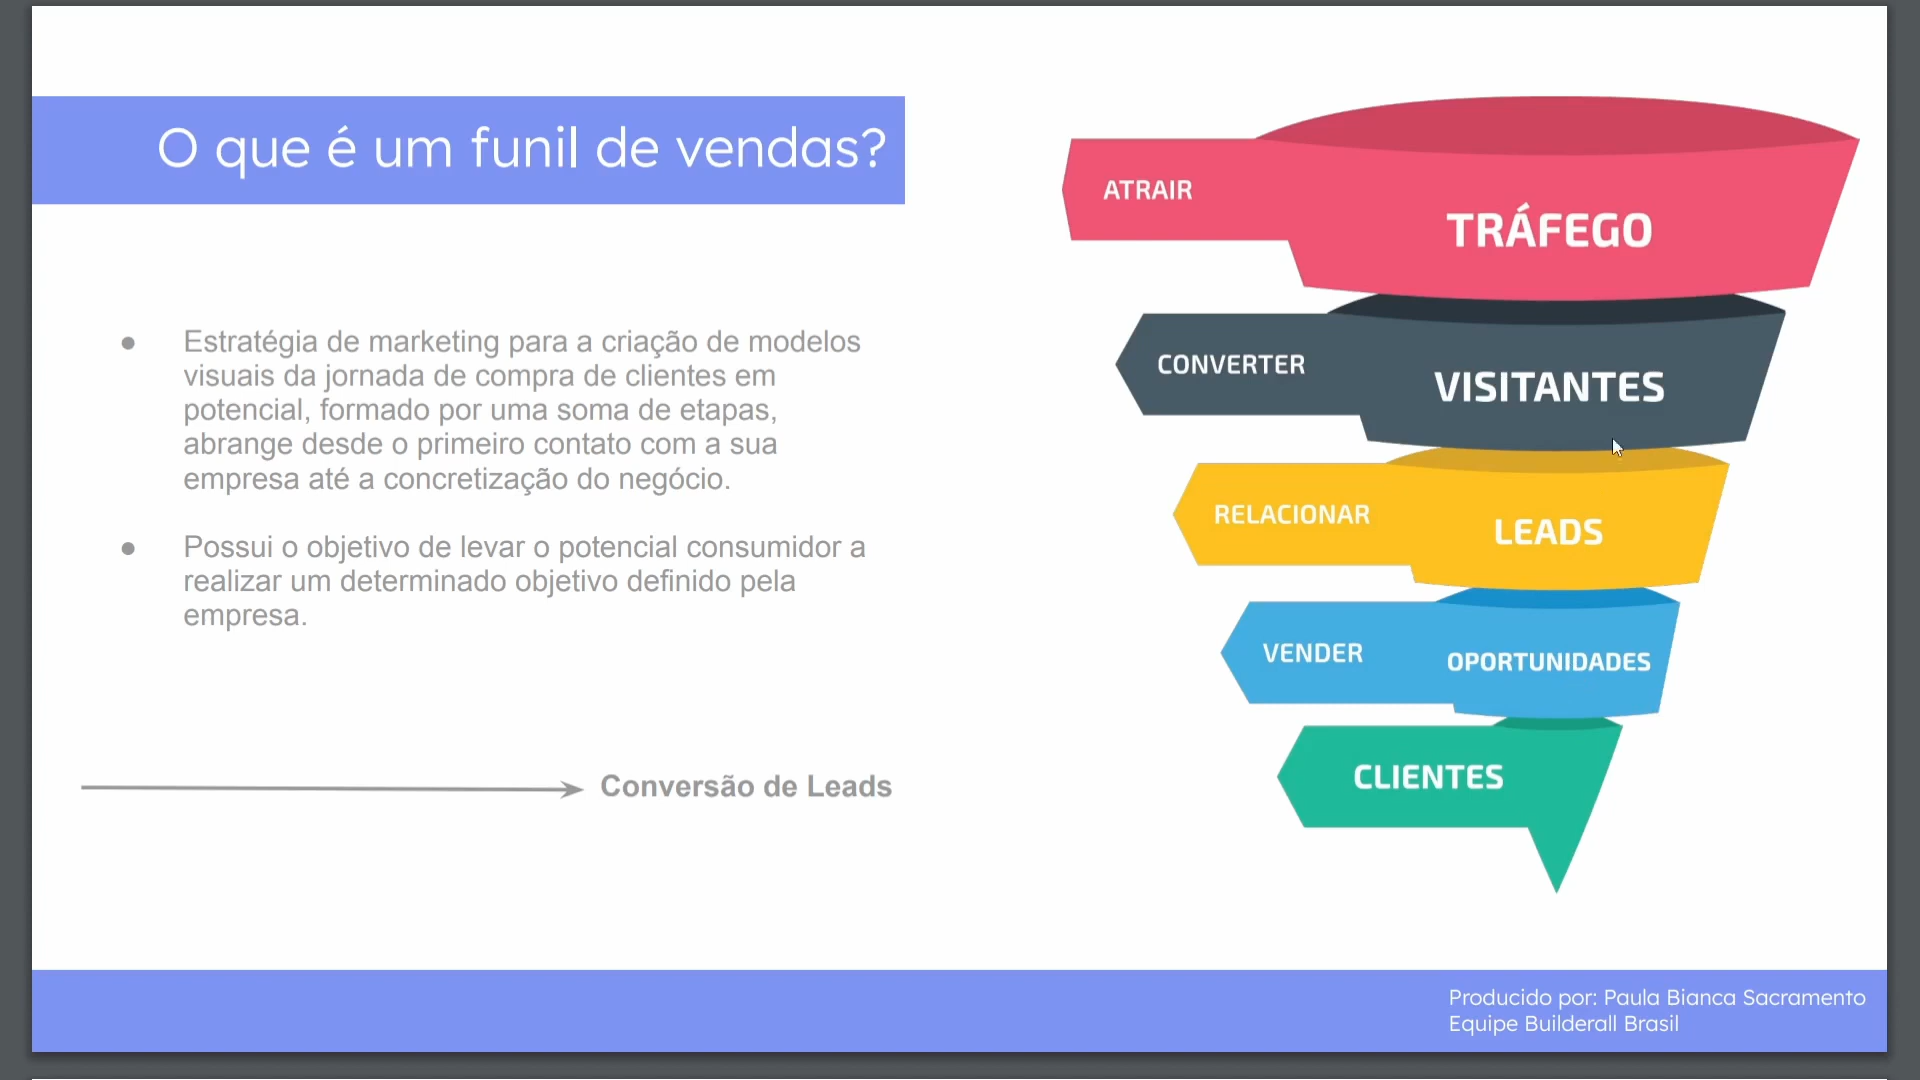 O que é um funil de vendas?
● Estratégia de marketing para a criação de modelos
visuais da jornada de compra de clientes em
potencial, formado por uma soma de etapas,
abrange desde o primeiro contato com a sua
empresa até a concretização do negócio.
● Possui o objetivo de levar o potencial consumidor a
realizar um determinado objetivo definido pela
empresa.
Conversão de Leads
ATRAIR
TRÁFEGO
CONVERTER
VISITANTES
RELACIONAR
LEADS
VENDER
OPORTUNIDADES
CLIENTES
Producido por: Paula Bianca Sacramento
Equipe Builderall Brasil